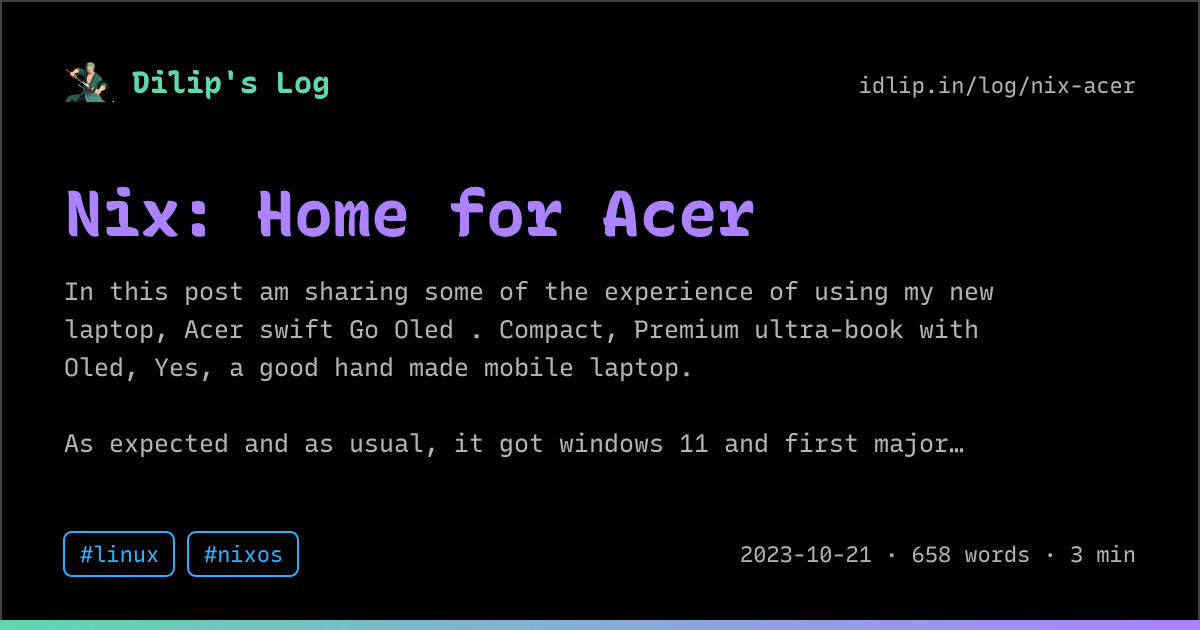 Dilip's Log
idlip.in/log/nix-acer
Nix: Home for Acer
In this post am sharing some of the experience of using my new
laptop, Acer swift Go Oled . Compact, Premium ultra-book with
Oled, Yes, a good hand made mobile laptop.
As expected and as usual, it got windows 11 and first major…
#linux #nixos
2023-10-21 · 658 words · 3 min